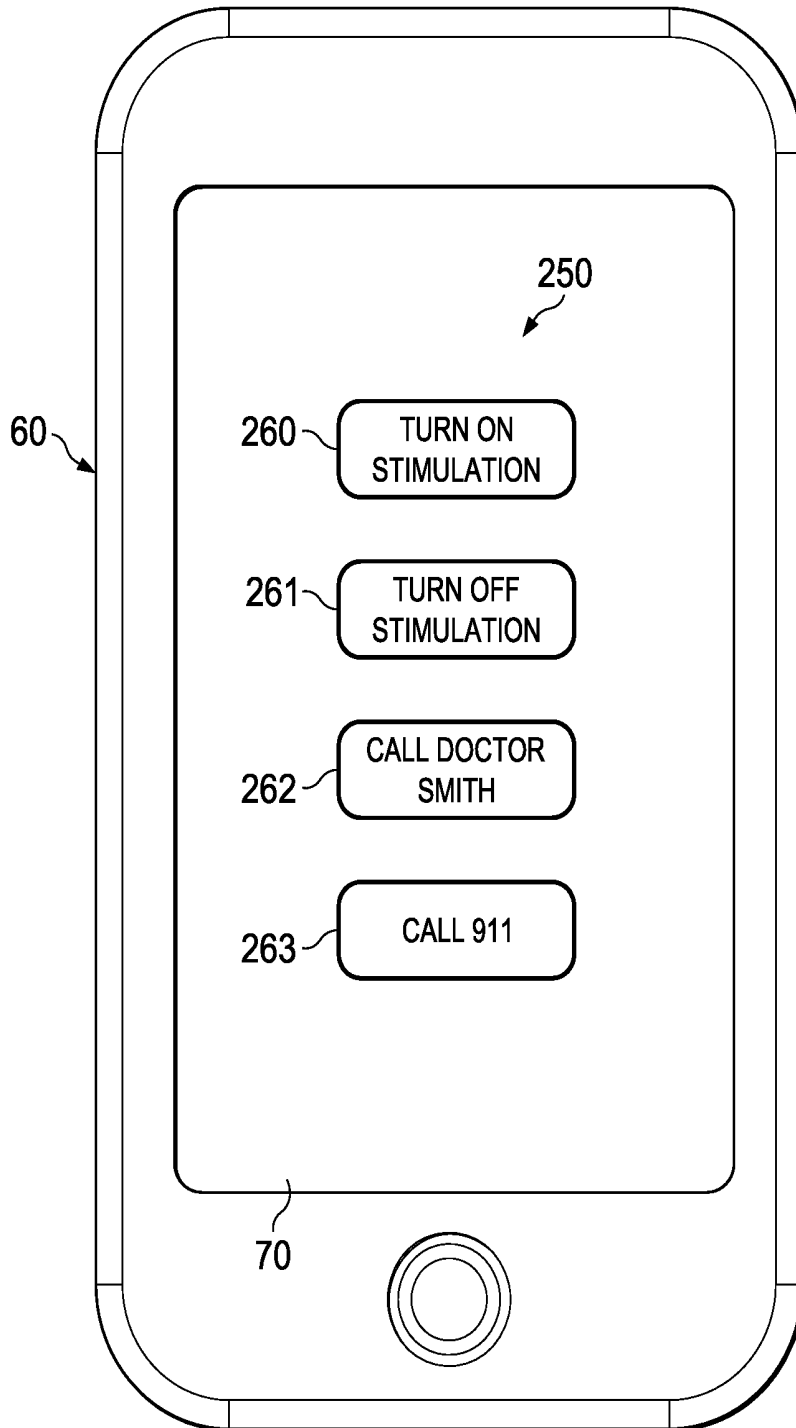 250
60
260
TURN ON
STIMULATION
261
TURN OFF
STIMULATION
262
CALL DOCTOR
SMITH
263
CALL 911
70